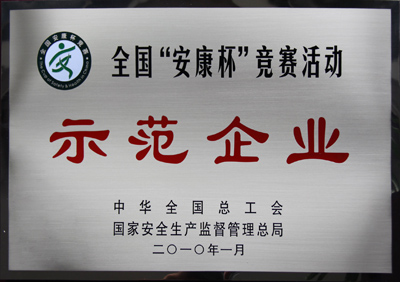 全国“安康杯”竞赛活动
示范企业
中华全国总工会
国家安全生产监督管理总局
二〇一〇年一月